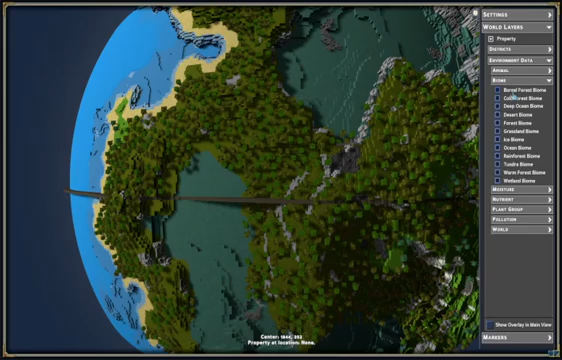 SETTINGS
WORLD LAYERS
Property
DISTRICTS
ENVIRONMENT DATA
ANIMAL
BIOME
Boreal Forest Biome
Cold Forest Biome
Deep Ocean Biome
Desert Biome
Forest Biome
Grassland Biome
Ice Biome
Ocean Biome
Rainforest Biome
Tundra Biome
Warm Forest Biome
Wetland Biome
MOISTURE
NUTRIENT
PLANT GROUP
POLLUTION
WORLD
Show Overlay in Main View
MARKERS
Property at location: None.